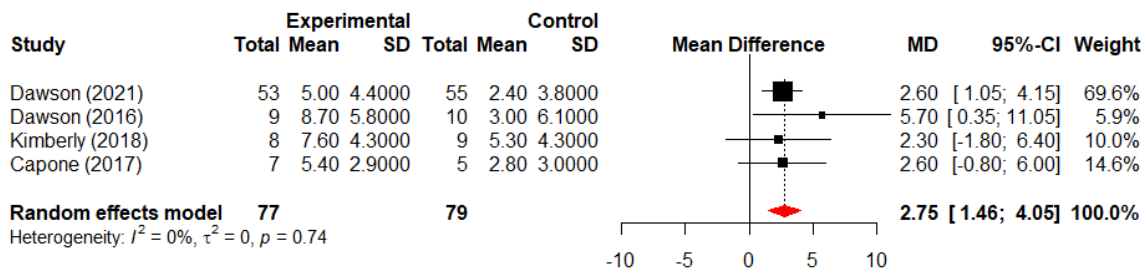 Experimental Control
Study Total Mean SD Total Mean SD Mean Difference MD 95%-CI Weight
Dawson (2021) 53 5.00 4.4000 55 2.40 3.8000 2.60 [ 1.05; 4.15) 69.6%
Dawson (2016) 9 8.70 5.8000 10 3.00 6.1000 5.70 [ 0.35; 11.05] 5.9%
Kimberly (2018) 8 7.60 4.3000 9 5.30 4.3000 2.30 [-1.80; 6.40] 10.0%
Capone (2017) 7 5.40 2.9000 5 2.80 3.0000 2.60 [-0.80; 6.00] 14.6%
Random effects model 77 79 2.75 [ 1.46; 4.05] 100.0%
Heterogeneity: I² = 0%, τ² = 0, p = 0.74
-10 -5 0 5 10